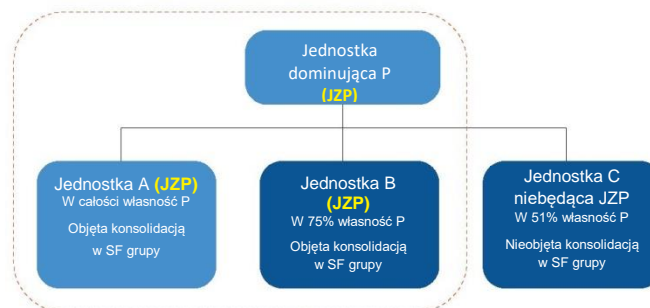 Jednostka
dominująca P
(JZP)
Jednostka A (JZP)
W całości własność P
Objęta konsolidacją
w SF grupy
Jednostka B
(JZP)
W 75% własność P
Objęta konsolidacją
w SF grupy
Jednostka C
niebędąca JZP
W 51% własność P
Nieobjęta konsolidacją
w SF grupy